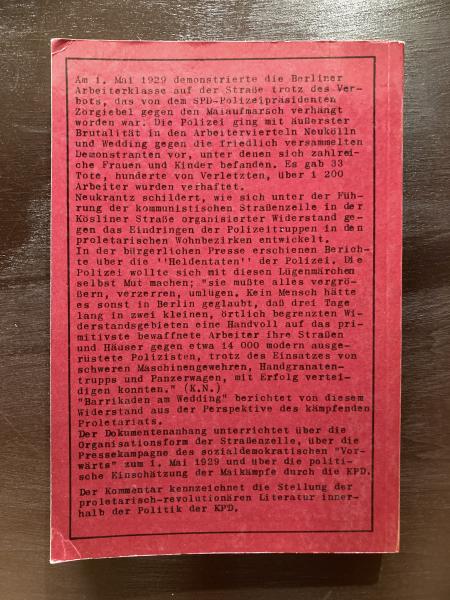 Am 1. Mai 1929 demonstrierte die Berliner
Arbeiterklasse auf der Straße trotz des Ver-
bots, das von dem SPD-Polizeipräsidenten
Zörgiebel gegen den Maiaufmarsch verhängt
worden war. Die Polizei ging mit äußerster
Brutalität in den Arbeitervierteln Neukölln
und Wedding gegen die friedlich versammelten
Demonstranten vor, unter denen sich zahlrei-
che Frauen und Kinder befanden. Es gab 33
Tote, hunderte von Verletzten, über 1 200
Arbeiter wurden verhaftet.
Neukrantz schildert, wie sich unter der Füh-
rung der kommunistischen Straßenzelle in der
Kösliner Straße organisierter Widerstand ge-
gen das Eindringen der Polizeitruppen in den
proletarischen Wohnbezirken entwickelt.
In der bürgerlichen Presse erschienen Berich-
te über die ''Heldentaten'' der Polizei. Die
Polizei wollte sich mit diesen Lügenmärchen
selbst Mut machen; "sie mußte alles vergrö-
ßern, verzerren, umlügen. Kein Mensch hätte
es sonst in Berlin geglaubt, daß drei Tage
lang in zwei kleinen, örtlich begrenzten Wi-
derstandsgebieten eine Handvoll auf das pri-
mitivste bewaffnete Arbeiter ihre Straßen
und Häuser gegen etwa 14 000 modern ausge-
rüstete Polizisten, trotz des Einsatzes von
schweren Maschinengewehren, Handgranaten-
trupps und Panzerwagen, mit Erfolg vertei-
digen konnten." (K.N.)
"Barrikaden am Wedding" berichtet von diesem
Widerstand aus der Perspektive des kämpfenden
Proletariats.
Der Dokumentenanhang unterrichtet über die
Organisationsform der Straßenzelle, über die
Pressekampagne des sozialdemokratischen "Vor-
wärts" zum 1. Mai 1929 und über die politi-
sche Einschätzung der Maikämpfe durch die KPD.
Der Kommentar kennzeichnet die Stellung der
proletarisch-revolutionären Literatur inner-
halb der Politik der KPD.